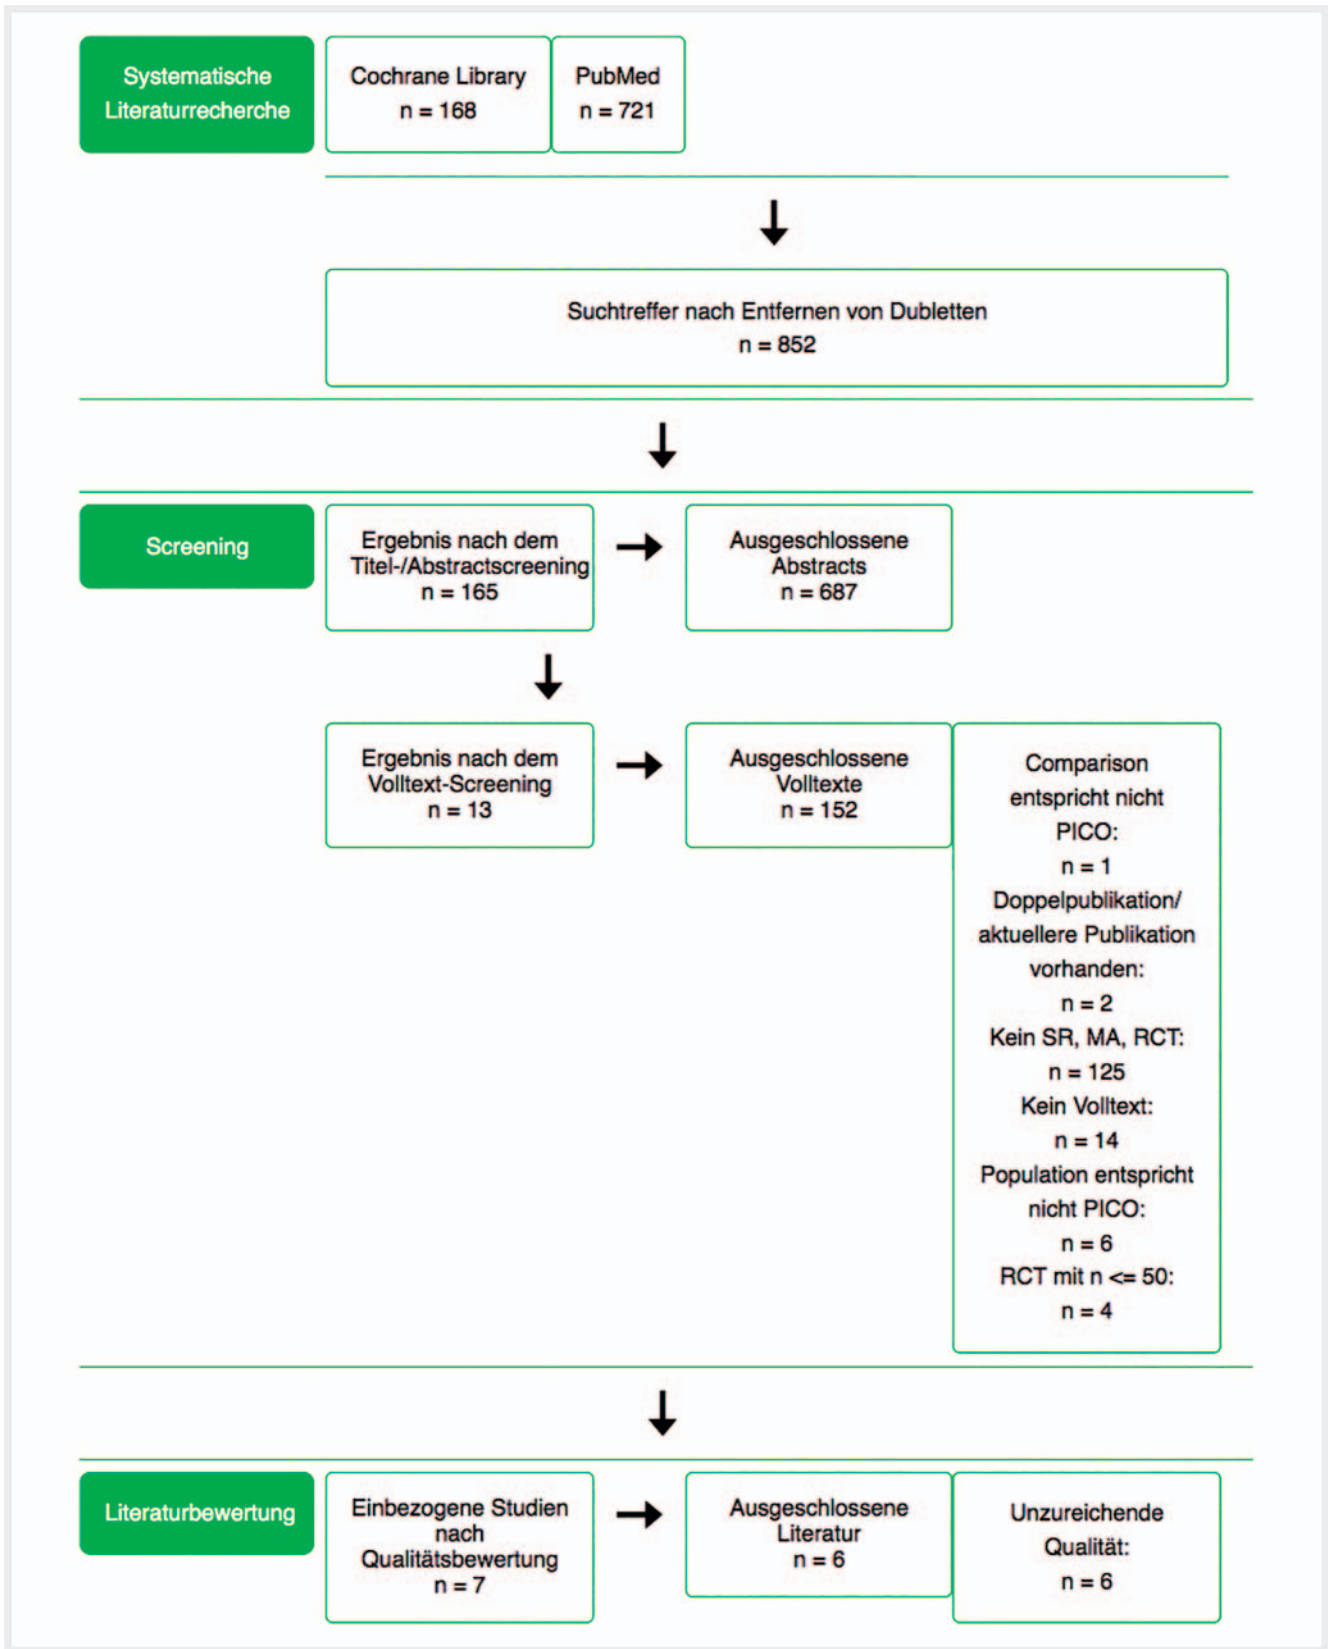 Systematische
Literaturrecherche
Cochrane Library
n = 168
PubMed
n = 721
Suchtreffer nach Entfernen von Dubletten
n = 852
Screening
Ergebnis nach dem
Titel-/Abstractscreening
n = 165
Ausgeschlossene
Abstracts
n = 687
Ergebnis nach dem
Volltext-Screening
n = 13
Ausgeschlossene
Volltexte
n = 152
Comparison
entspricht nicht
PICO:
n = 1
Doppelpublikation/
aktuellere Publikation
vorhanden:
n = 2
Kein SR, MA, RCT:
n = 125
Kein Volltext:
n = 14
Population entspricht
nicht PICO:
n = 6
RCT mit n <= 50:
n = 4
Literaturbewertung
Einbezogene Studien
nach
Qualitätsbewertung
n = 7
Ausgeschlossene
Literatur
n = 6
Unzureichende
Qualität:
n = 6